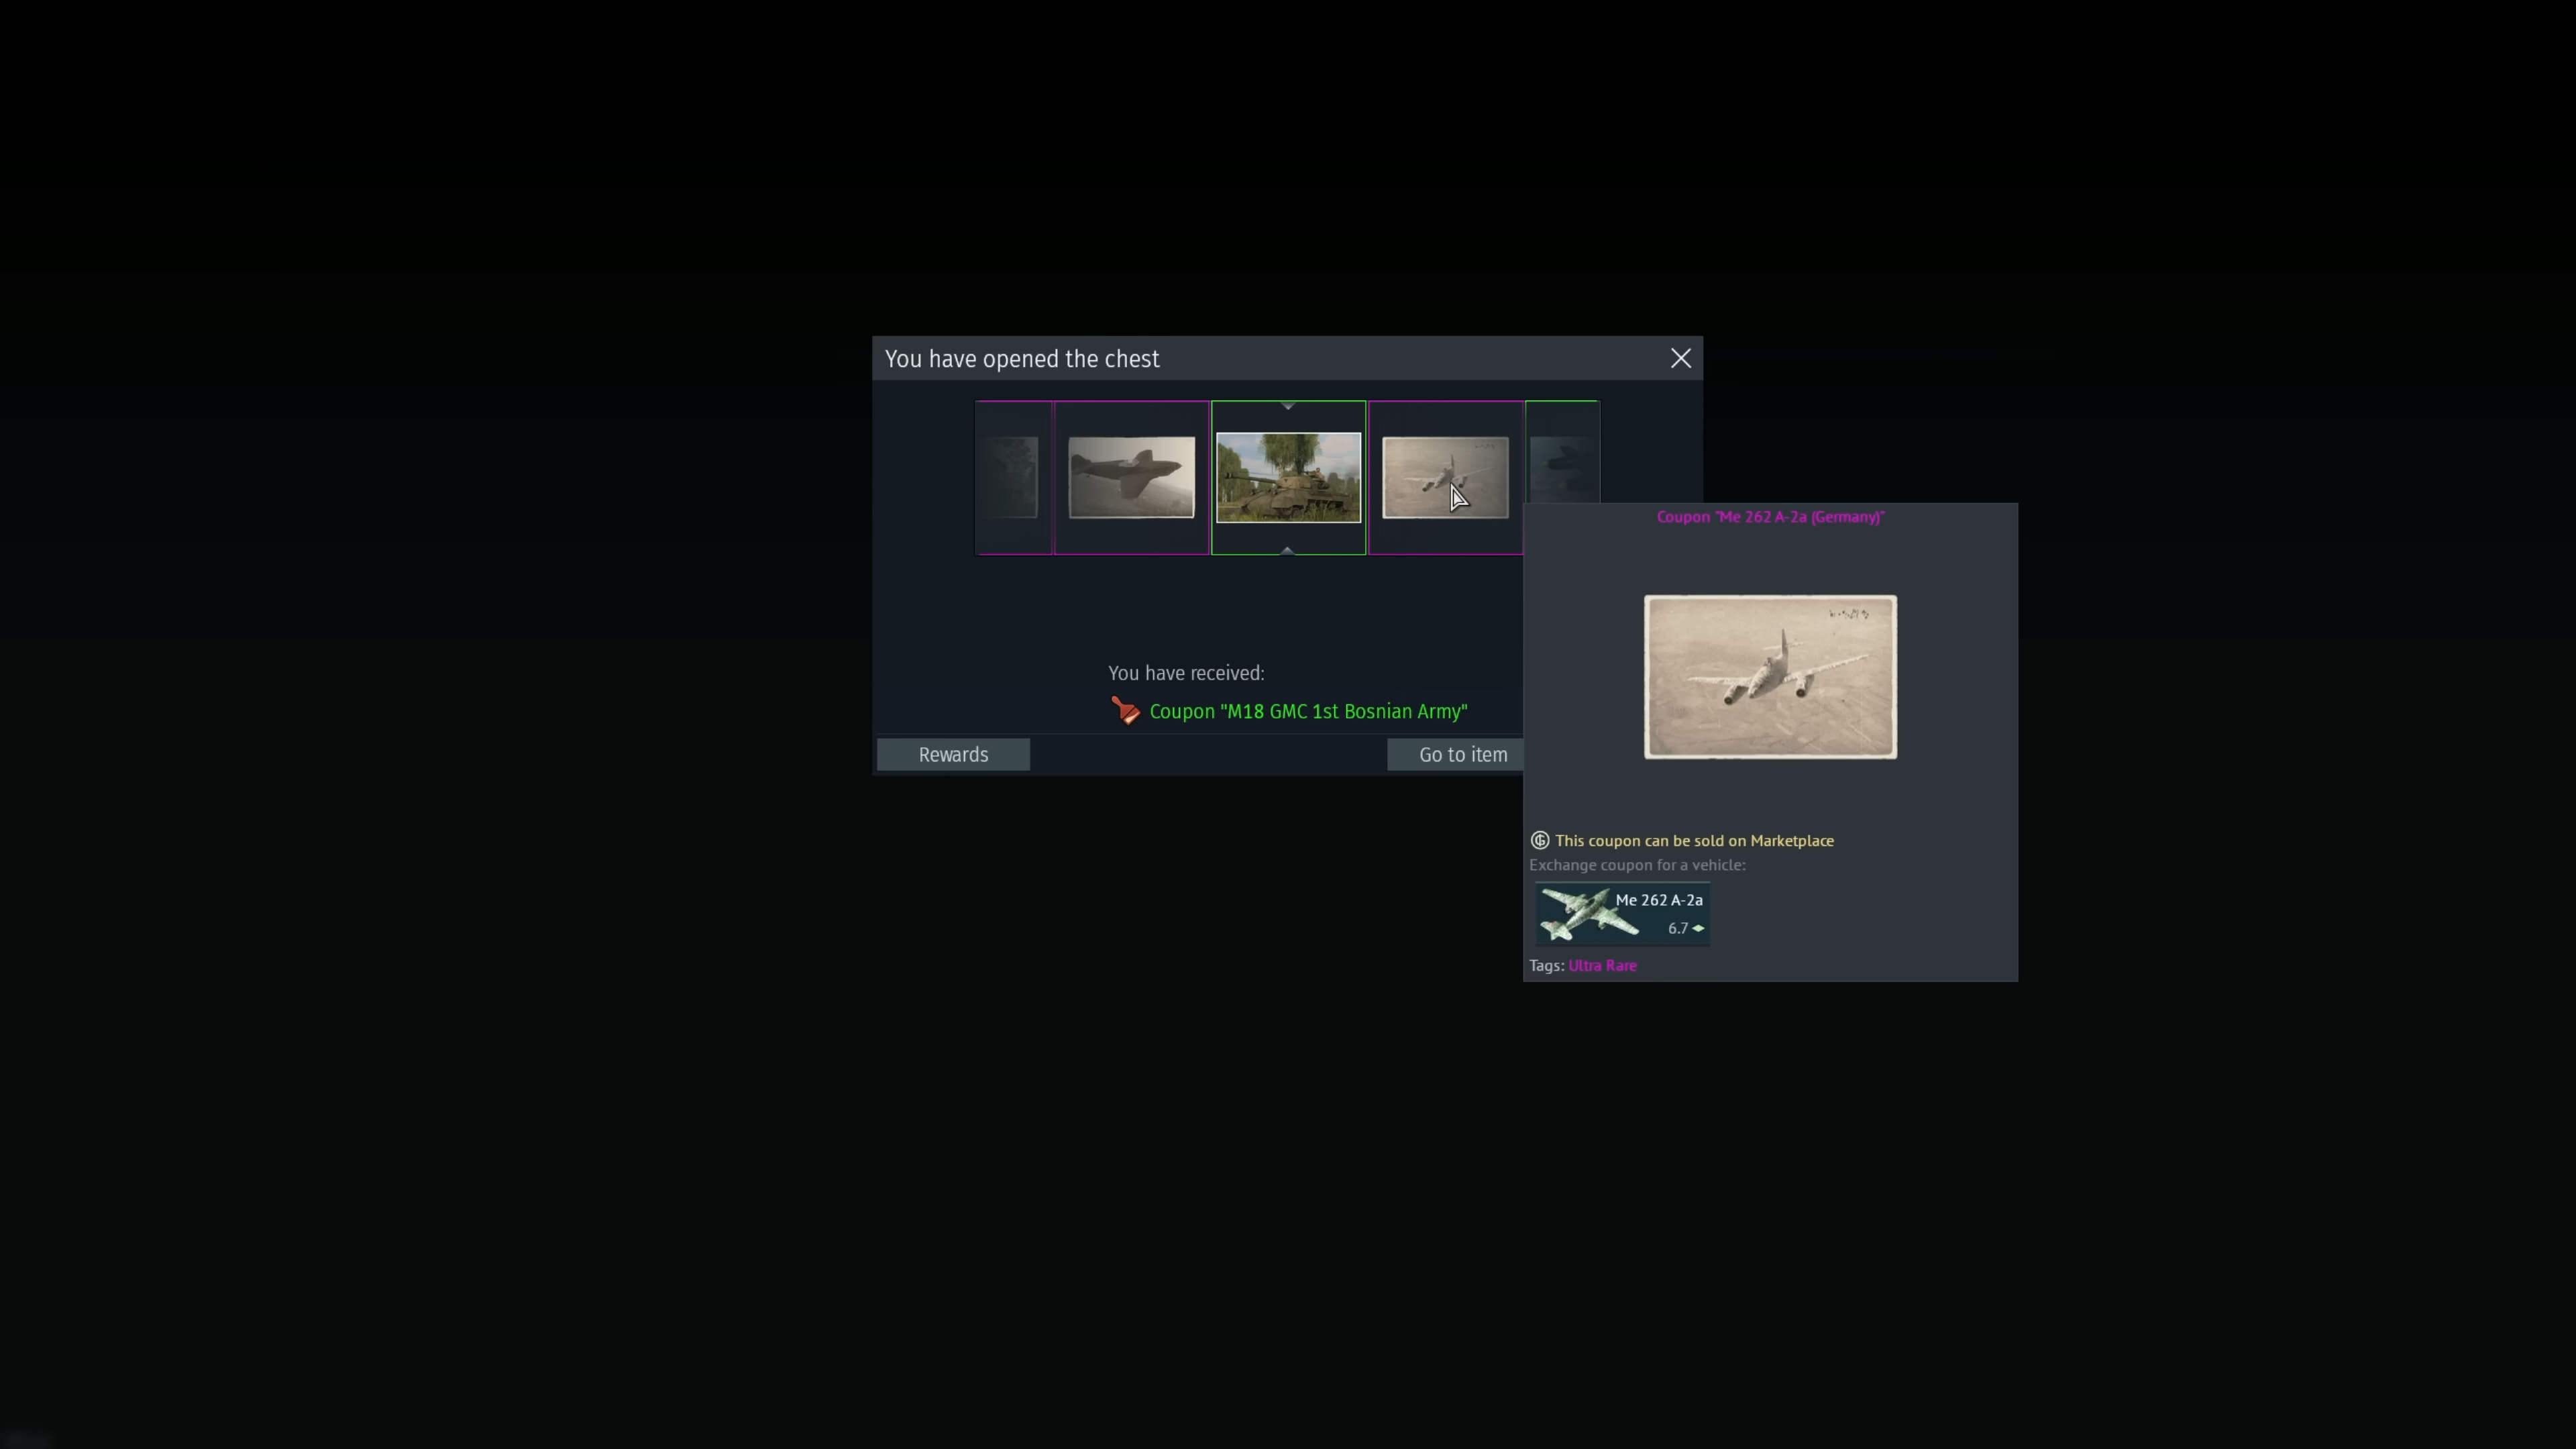 You have opened the chest
You have received:
Coupon "M18 GMC 1st Bosnian Army"
Rewards
Go to item
Coupon "Me 262 A-2a (Germany)"
This coupon can be sold on Marketplace
Exchange coupon for a vehicle:
Me 262 A-2a
6.7
Tags: Ultra Rare